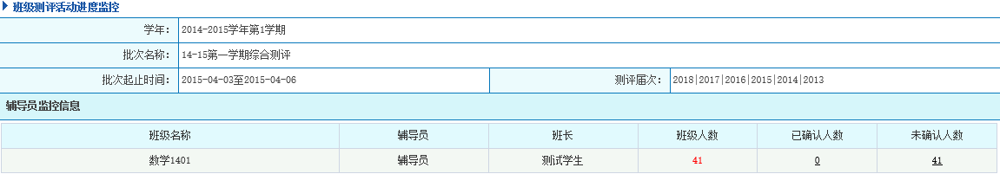 班级测评活动进度监控
学年： 2014-2015学年第1学期
批次名称： 14-15第一学期综合测评
批次起止时间： 2015-04-03至2015-04-06 测评届次： 2018|2017|2016|2015|2014|2013
辅导员监控信息
班级名称 辅导员 班长 班级人数 已确认人数 未确认人数
数学1401 辅导员 测试学生 41 0 41